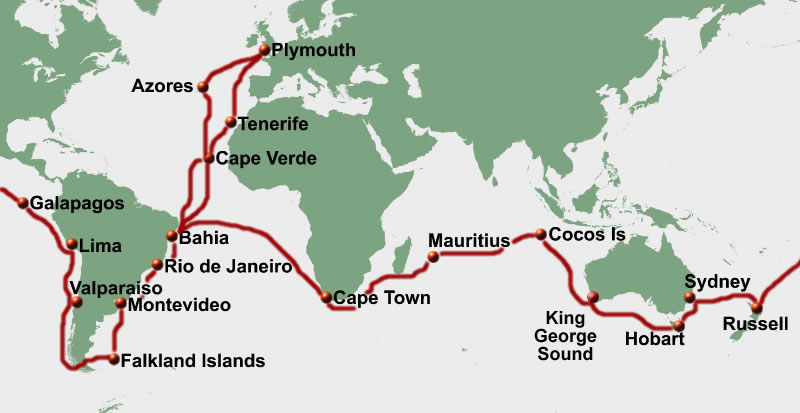 Plymouth
Azores
Tenerife
Cape Verde
Galapagos
Bahia
Lima
Rio de Janeiro
Valparaiso
Montevideo
Falkland Islands
Cape Town
Mauritius
Cocos Is
Sydney
King
George
Sound
Hobart
Russell